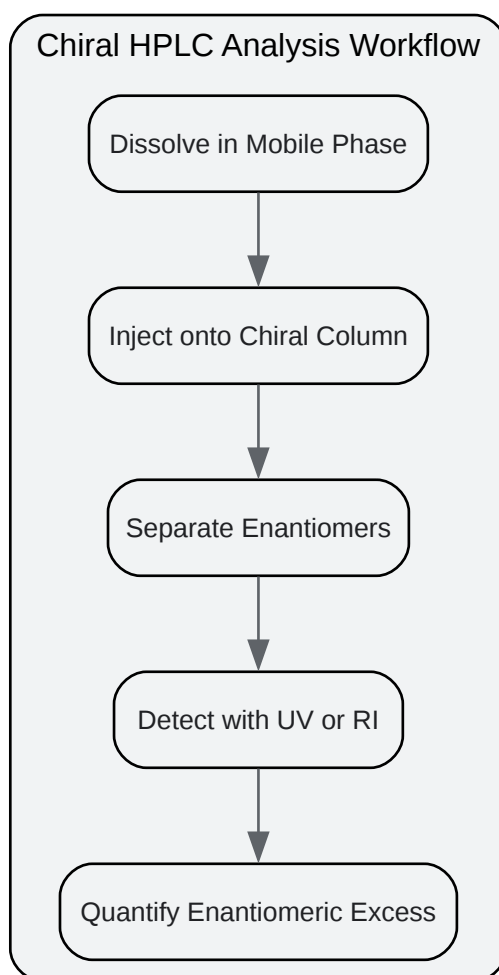 Chiral HPLC Analysis Workflow
Dissolve in Mobile Phase
Inject onto Chiral Column
Separate Enantiomers
Detect with UV or RI
Quantify Enantiomeric Excess